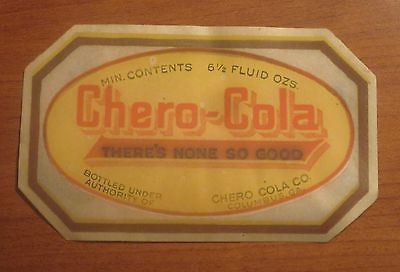 MIN. CONTENTS 6½ FLUID OZS.
Chero-Cola
THERE'S NONE SO GOOD
BOTTLED UNDER
AUTHORITY OF
CHERO COLA CO.
COLUMBUS, GA.